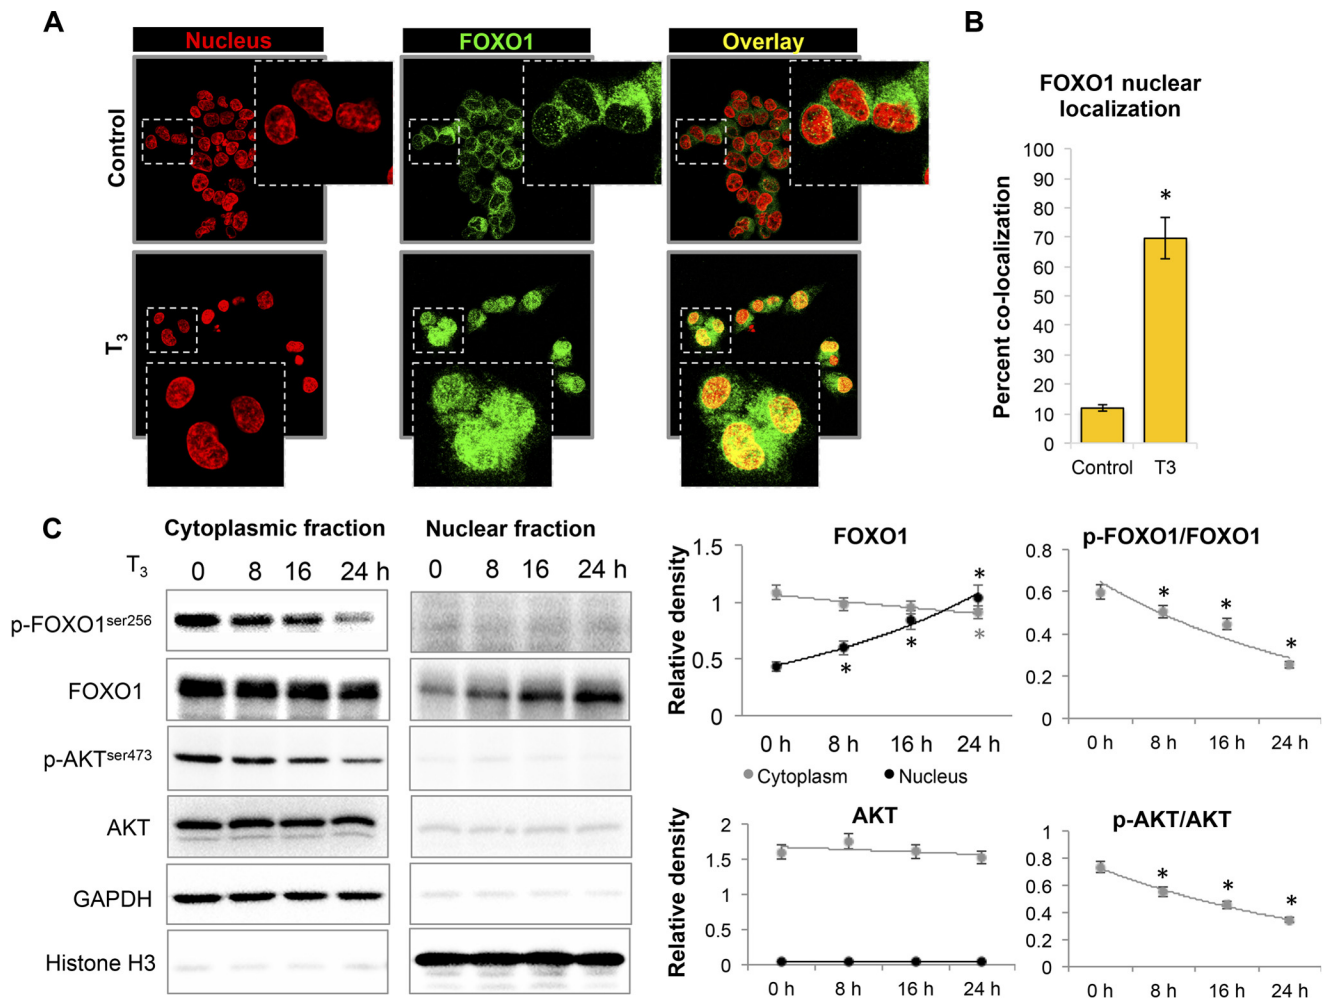 A
Nucleus
FOXO1
Overlay
Control
T3
B
FOXO1 nuclear
localization
Percent co-localization
100
90
80
70
60
50
40
30
20
10
0
*
Control T3
C
Cytoplasmic fraction
Nuclear fraction
T3
0 8 16 24 h
0 8 16 24 h
p-FOXO1ser256
FOXO1
p-AKTser473
AKT
GAPDH
Histone H3
FOXO1
Relative density
1.5
1
0.5
0
* * * *
0 h 8 h 16 h 24 h
Cytoplasm Nucleus
p-FOXO1/FOXO1
0.8
0.6
0.4
0.2
0
* * *
0 h 8 h 16 h 24 h
AKT
Relative density
2
1.5
1
0.5
0
0 h 8 h 16 h 24 h
p-AKT/AKT
1
0.8
0.6
0.4
0.2
0
* * *
0 h 8 h 16 h 24 h